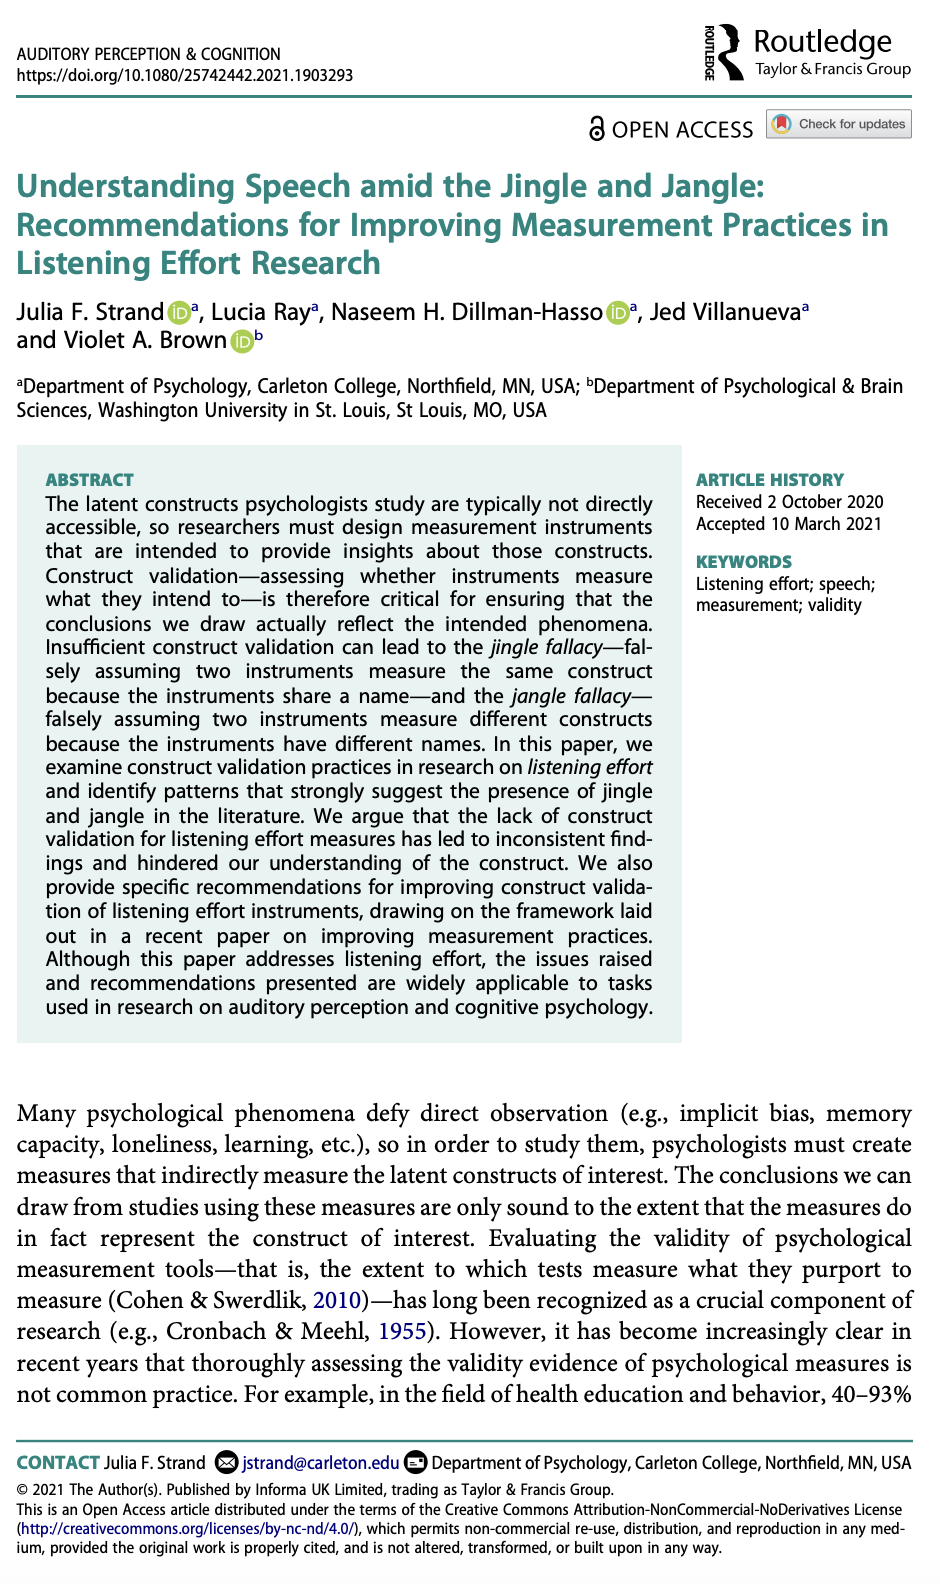 AUDITORY PERCEPTION & COGNITION
https://doi.org/10.1080/25742442.2021.1903293
ROUTLEDGE
Routledge
Taylor & Francis Group
OPEN ACCESS
Check for updates
Understanding Speech amid the Jingle and Jangle:
Recommendations for Improving Measurement Practices in
Listening Effort Research
Julia F. Strand iD a, Lucia Ray a, Naseem H. Dillman-Hasso iD a, Jed Villanueva a
and Violet A. Brown iD b
aDepartment of Psychology, Carleton College, Northfield, MN, USA; bDepartment of Psychological & Brain
Sciences, Washington University in St. Louis, St Louis, MO, USA
ABSTRACT
The latent constructs psychologists study are typically not directly
accessible, so researchers must design measurement instruments
that are intended to provide insights about those constructs.
Construct validation—assessing whether instruments measure
what they intend to—is therefore critical for ensuring that the
conclusions we draw actually reflect the intended phenomena.
Insufficient construct validation can lead to the jingle fallacy—fal-
sely assuming two instruments measure the same construct
because the instruments share a name—and the jangle fallacy—
falsely assuming two instruments measure different constructs
because the instruments have different names. In this paper, we
examine construct validation practices in research on listening effort
and identify patterns that strongly suggest the presence of jingle
and jangle in the literature. We argue that the lack of construct
validation for listening effort measures has led to inconsistent find-
ings and hindered our understanding of the construct. We also
provide specific recommendations for improving construct valida-
tion of listening effort instruments, drawing on the framework laid
out in a recent paper on improving measurement practices.
Although this paper addresses listening effort, the issues raised
and recommendations presented are widely applicable to tasks
used in research on auditory perception and cognitive psychology.
ARTICLE HISTORY
Received 2 October 2020
Accepted 10 March 2021
KEYWORDS
Listening effort; speech;
measurement; validity
Many psychological phenomena defy direct observation (e.g., implicit bias, memory
capacity, loneliness, learning, etc.), so in order to study them, psychologists must create
measures that indirectly measure the latent constructs of interest. The conclusions we can
draw from studies using these measures are only sound to the extent that the measures do
in fact represent the construct of interest. Evaluating the validity of psychological
measurement tools—that is, the extent to which tests measure what they purport to
measure (Cohen & Swerdlik, 2010)—has long been recognized as a crucial component of
research (e.g., Cronbach & Meehl, 1955). However, it has become increasingly clear in
recent years that thoroughly assessing the validity evidence of psychological measures is
not common practice. For example, in the field of health education and behavior, 40–93%
CONTACT Julia F. Strand jstrand@carleton.edu Department of Psychology, Carleton College, Northfield, MN, USA
© 2021 The Author(s). Published by Informa UK Limited, trading as Taylor & Francis Group.
This is an Open Access article distributed under the terms of the Creative Commons Attribution-NonCommercial-NoDerivatives License
(http://creativecommons.org/licenses/by-nc-nd/4.0/), which permits non-commercial re-use, distribution, and reproduction in any med-
ium, provided the original work is properly cited, and is not altered, transformed, or built upon in any way.